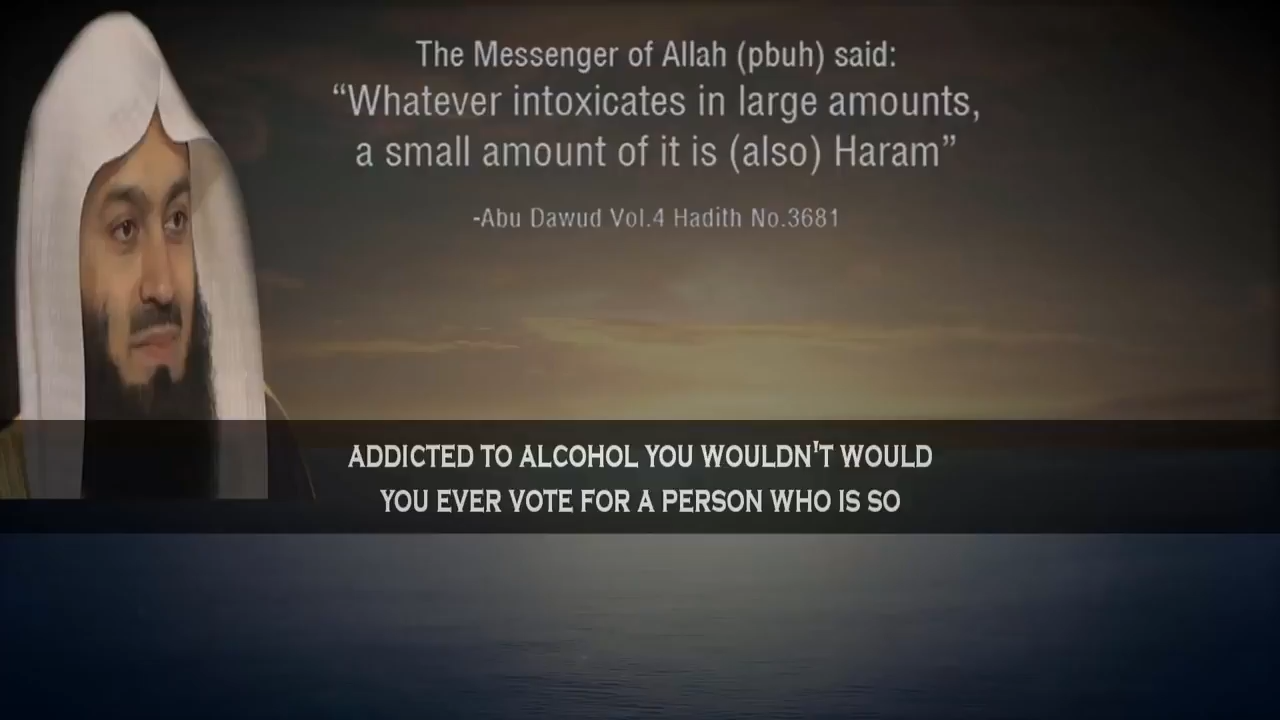 The Messenger of Allah (pbuh) said:
“Whatever intoxicates in large amounts,
a small amount of it is (also) Haram”
-Abu Dawud Vol.4 Hadith No.3681
ADDICTED TO ALCOHOL YOU WOULDN'T WOULD
YOU EVER VOTE FOR A PERSON WHO IS SO